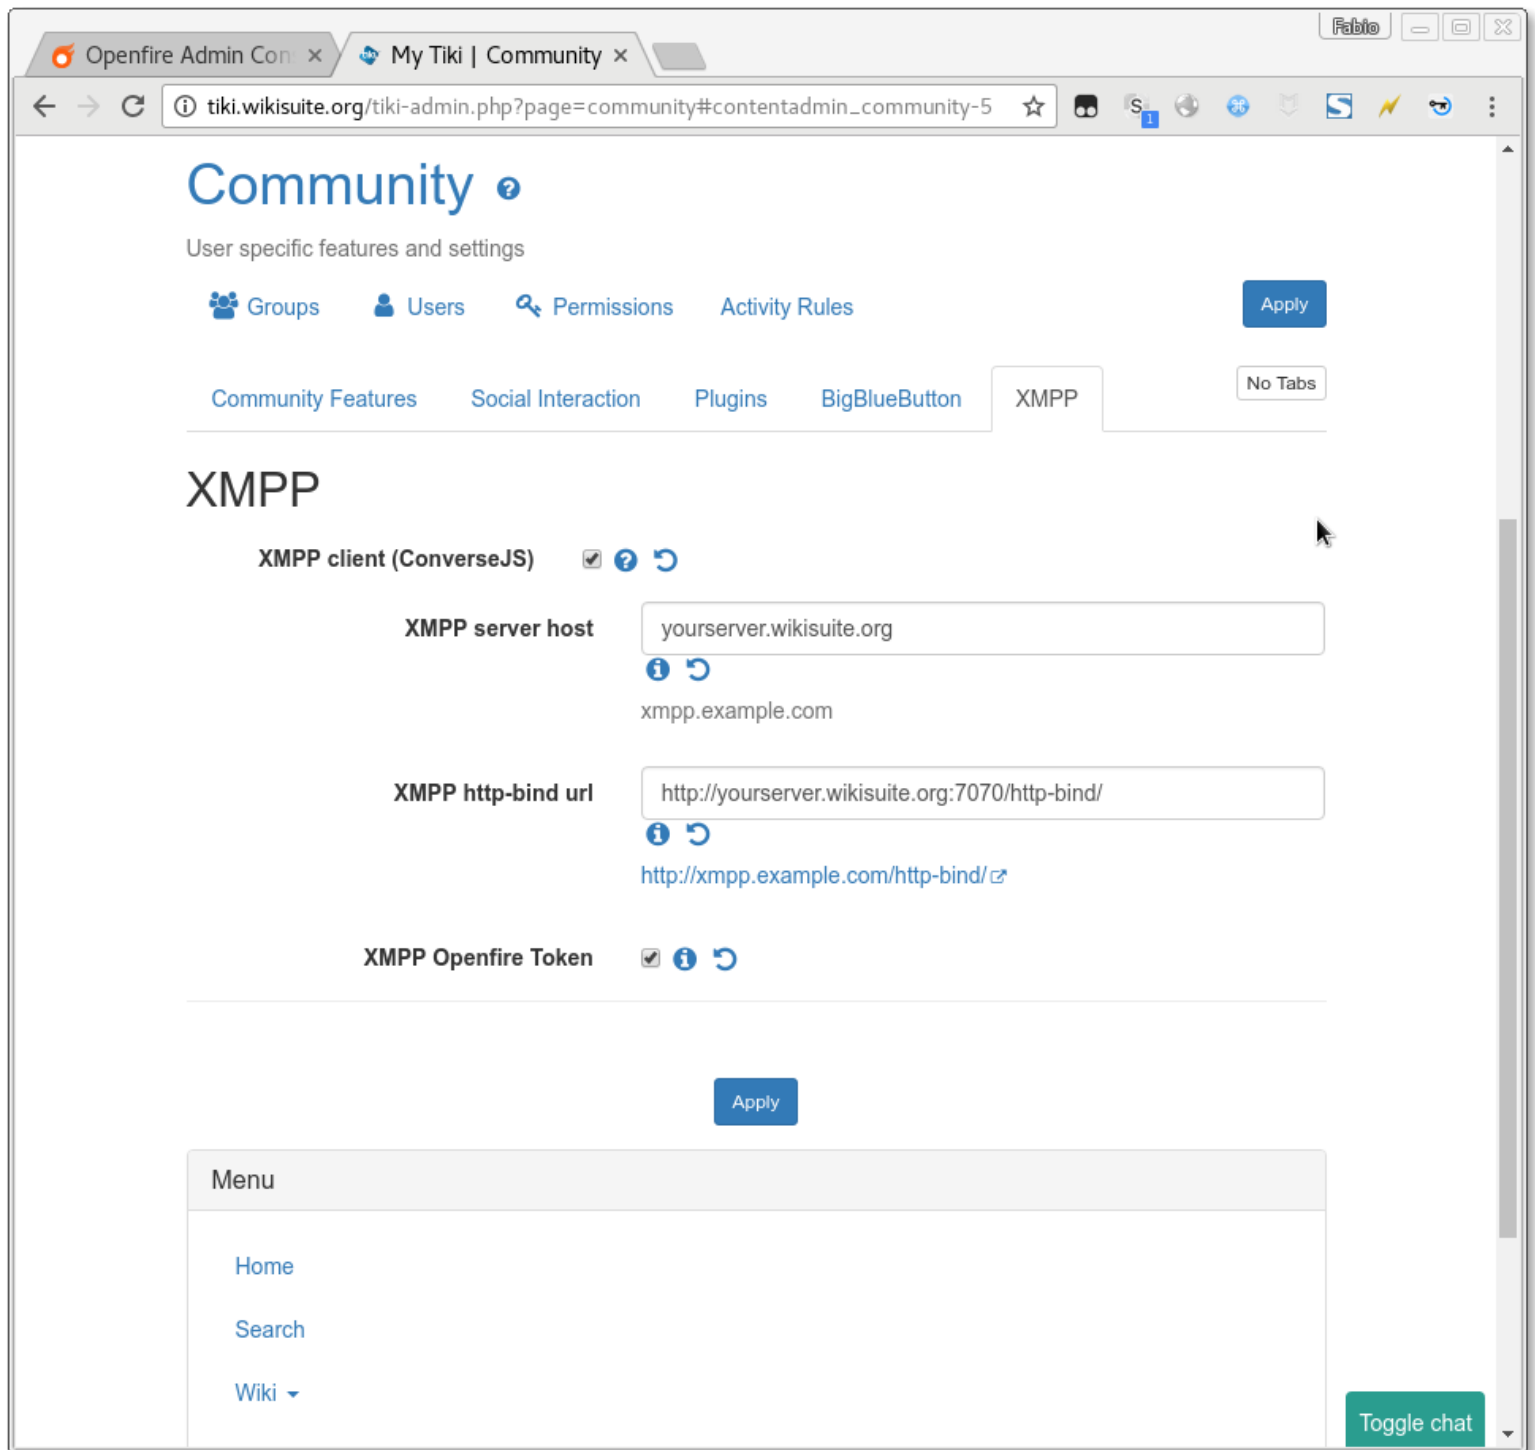 Fabio
Openfire Admin Con
My Tiki | Community
tiki.wikisuite.org/tiki-admin.php?page=community#contentadmin_community-5
S
1
S
Community
User specific features and settings
Groups Users Permissions Activity Rules Apply
Community Features Social Interaction Plugins BigBlueButton XMPP No Tabs
XMPP
XMPP client (ConverseJS)
XMPP server host yourserver.wikisuite.org
xmpp.example.com
XMPP http-bind url http://yourserver.wikisuite.org:7070/http-bind/
http://xmpp.example.com/http-bind/
XMPP Openfire Token
Apply
Menu
Home
Search
Wiki
Toggle chat